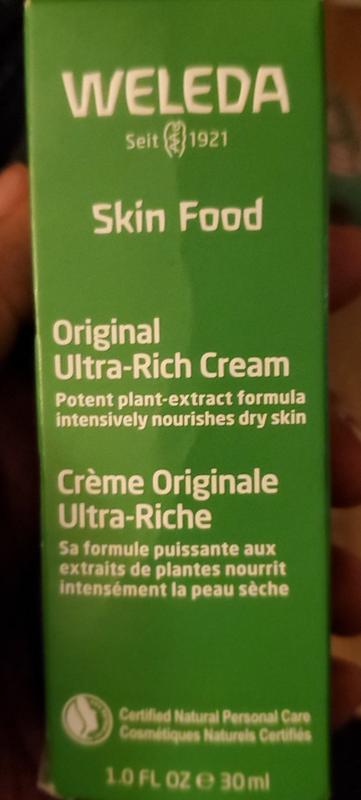 WELEDA
Seit 1921
Skin Food
Original
Ultra-Rich Cream
Potent plant-extract formula
intensively nourishes dry skin
Crème Originale
Ultra-Riche
Sa formule puissante aux
extraits de plantes nourrit
intensément la peau sèche
Certified Natural Personal Care
Cosmétiques Naturels Certifiés
1.0 FL OZ ℮ 30 ml